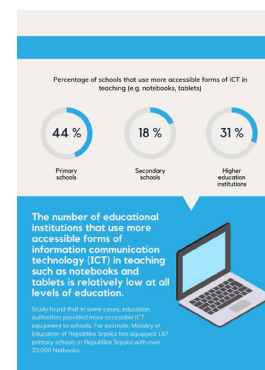 Percentage of schools that use more accessible forms of ICT in
teaching (e.g. notebooks, tablets)
44 %
18 %
31 %
Primary
schools
Secondary
schools
Higher
education
institutions
The number of educational
institutions that use more
accessible forms of
information communication
technology (ICT) in teaching
such as notebooks and
tablets is relatively low at all
levels of education.
Study found that in some cases, education
authorities provided more accessible ICT
equipment to schools. For example, Ministry of
Education of Republika Srpska has equipped 187
primary schools in Republika Srpska with over
20,000 Netbooks.